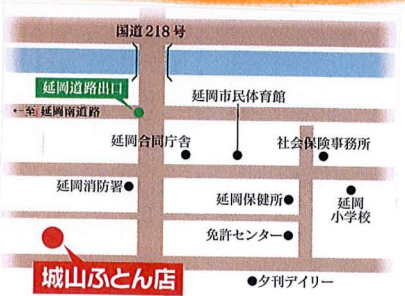 国道218号
延岡道路出口
延岡市民体育館
←至 延岡南道路
延岡合同庁舎
社会保険事務所
延岡消防署
延岡保健所
延岡
小学校
免許センター
城山ふとん店
夕刊デイリー